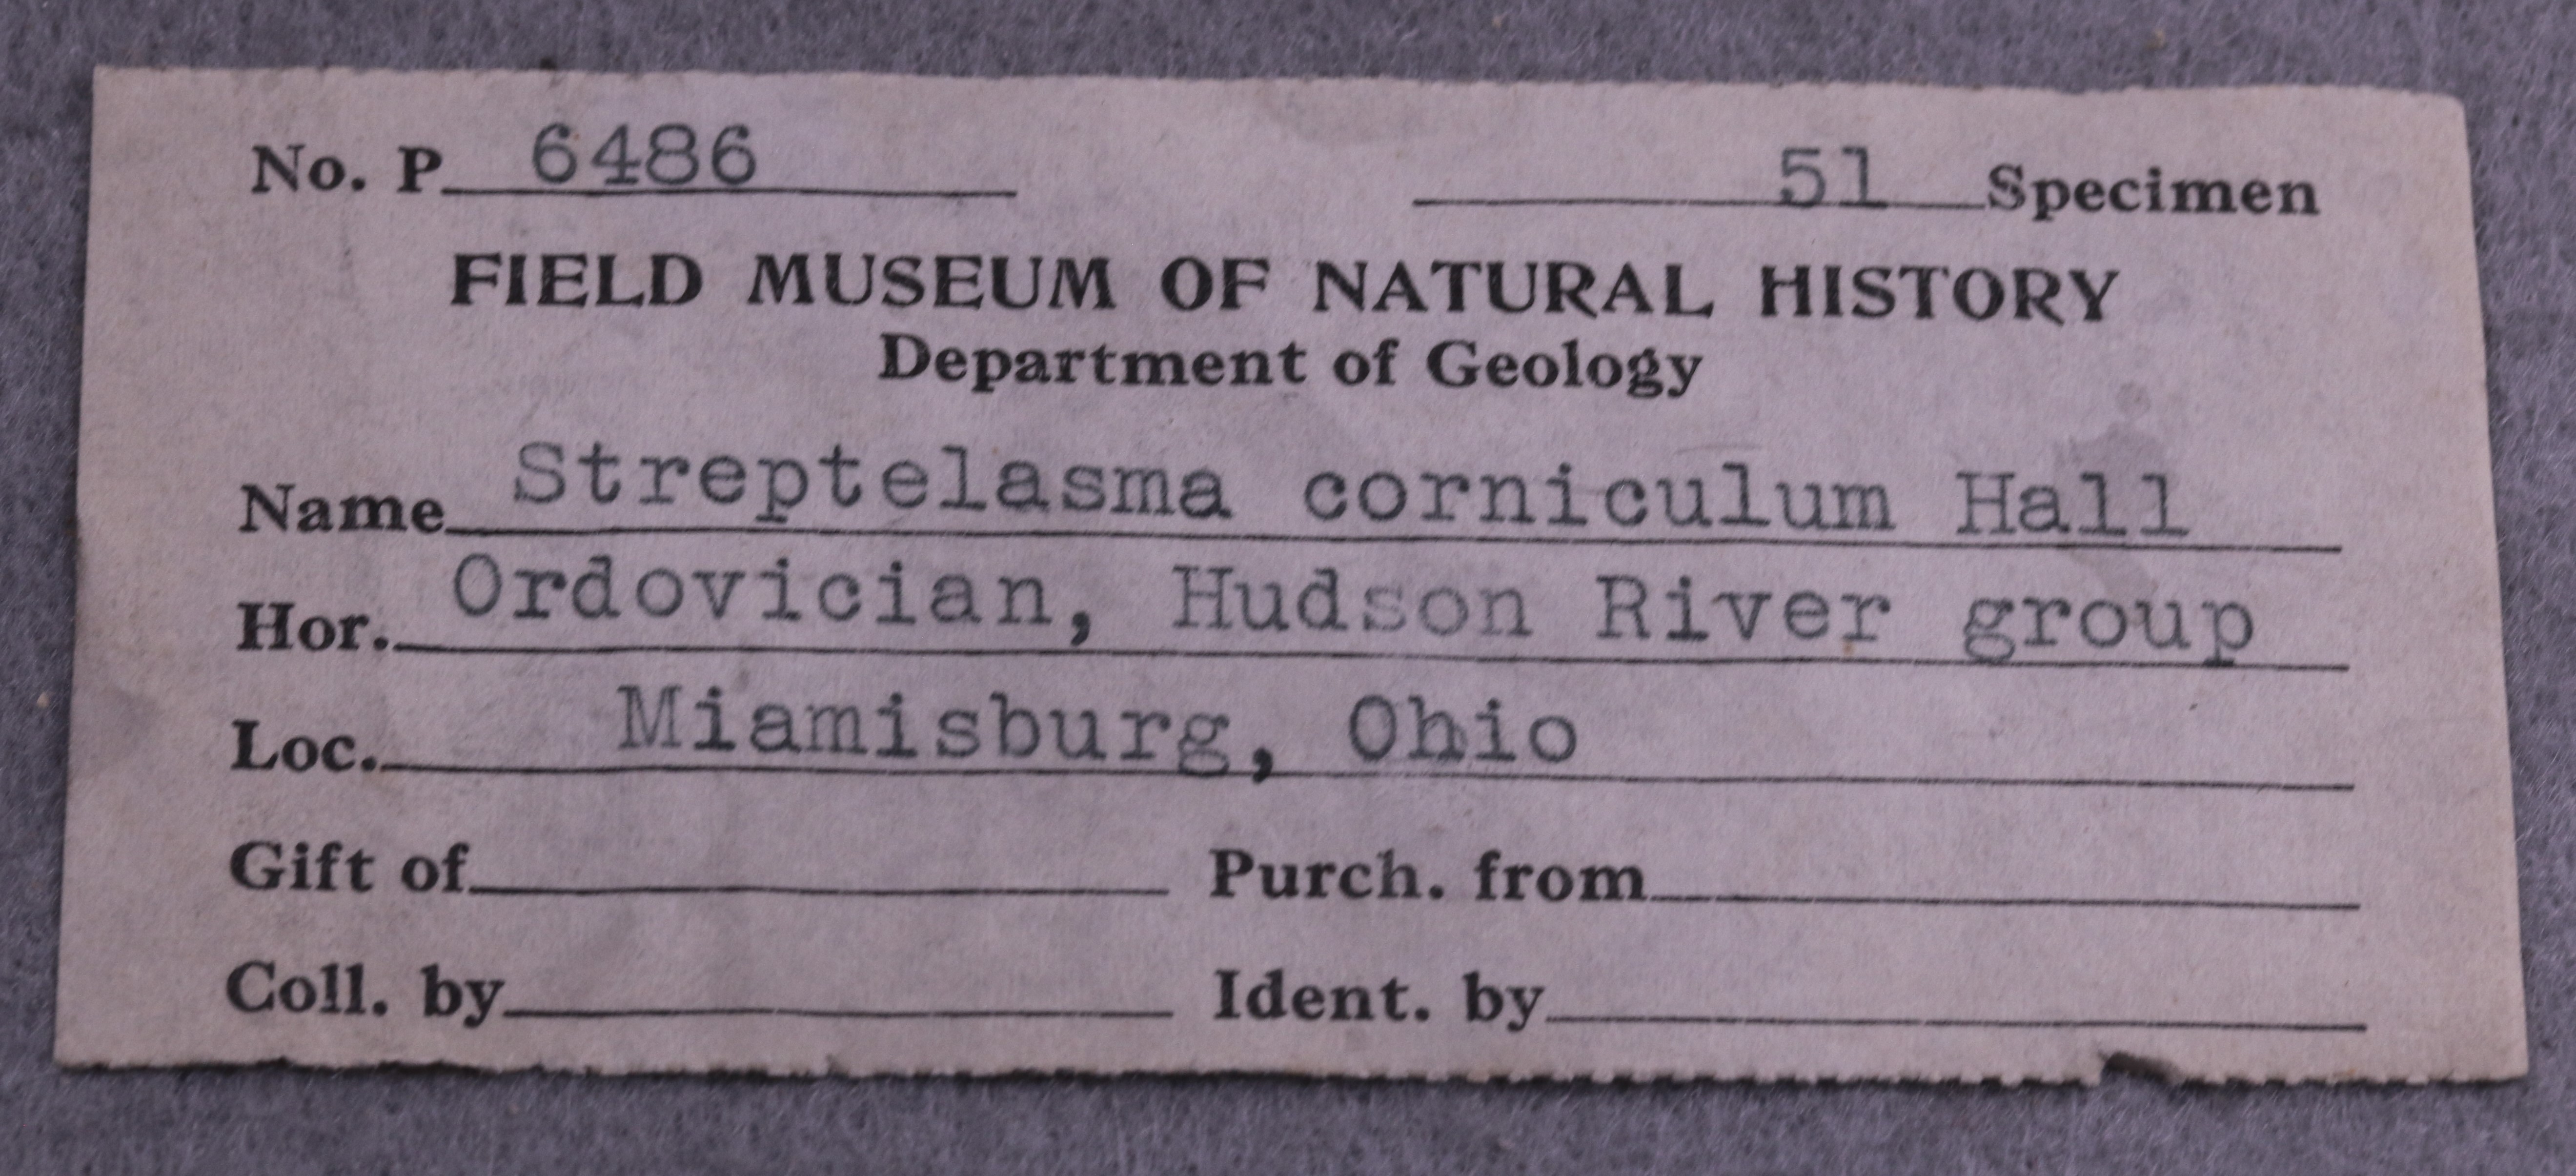 No. P 6486 51 Specimen
FIELD MUSEUM OF NATURAL HISTORY
Department of Geology
Name Streptelasma corniculum Hall
Hor. Ordovician, Hudson River group
Loc. Miamisburg, Ohio
Gift of Purch. from
Coll. by Ident. by